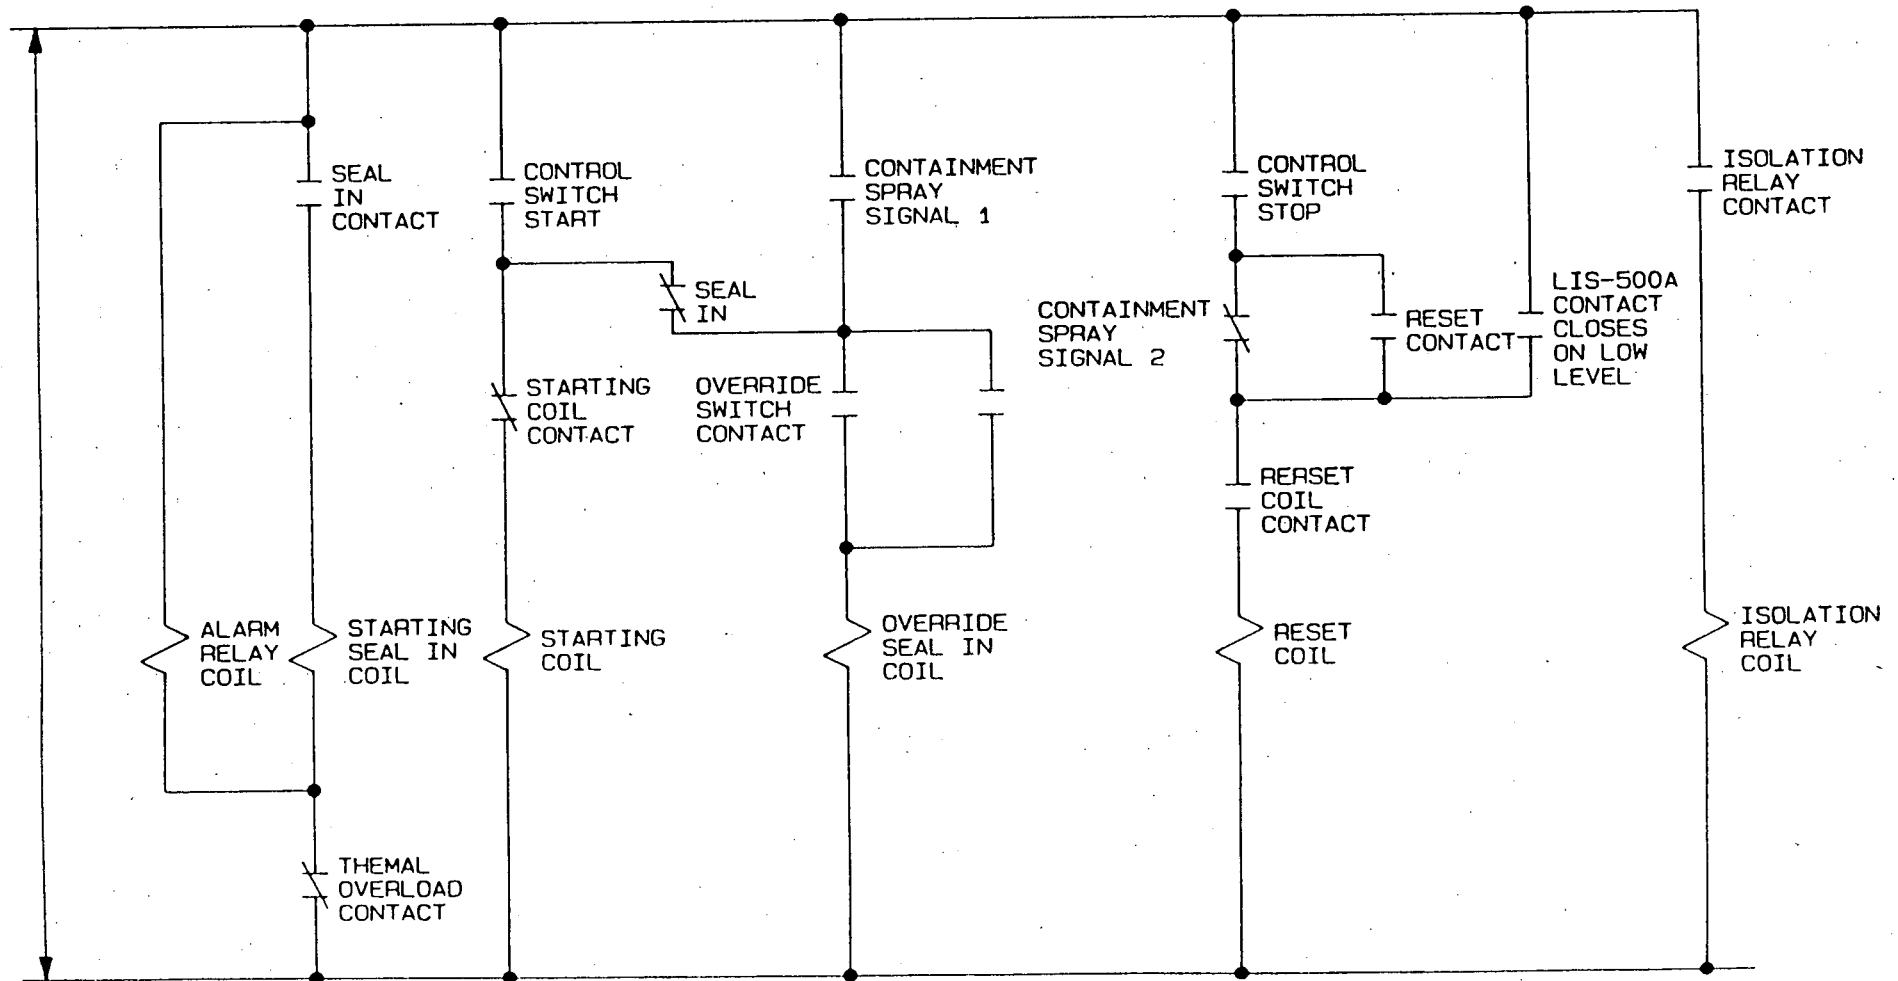 SEAL
IN
CONTACT
CONTROL
SWITCH
START
CONTAINMENT
SPRAY
SIGNAL 1
CONTROL
SWITCH
STOP
ISOLATION
RELAY
CONTACT
SEAL
IN
CONTAINMENT
SPRAY
SIGNAL 2
RESET
CONTACT
LIS-500A
CONTACT
CLOSES
ON LOW
LEVEL
STARTING
COIL
CONTACT
OVERRIDE
SWITCH
CONTACT
RERSET
COIL
CONTACT
ALARM
RELAY
COIL
STARTING
SEAL IN
COIL
STARTING
COIL
OVERRIDE
SEAL IN
COIL
RESET
COIL
ISOLATION
RELAY
COIL
THEMAL
OVERLOAD
CONTACT